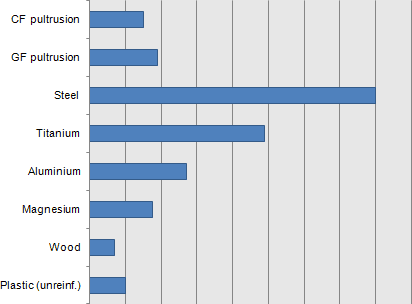 CF pultrusion
GF pultrusion
Steel
Titanium
Aluminium
Magnesium
Wood
Plastic (unreinf.)